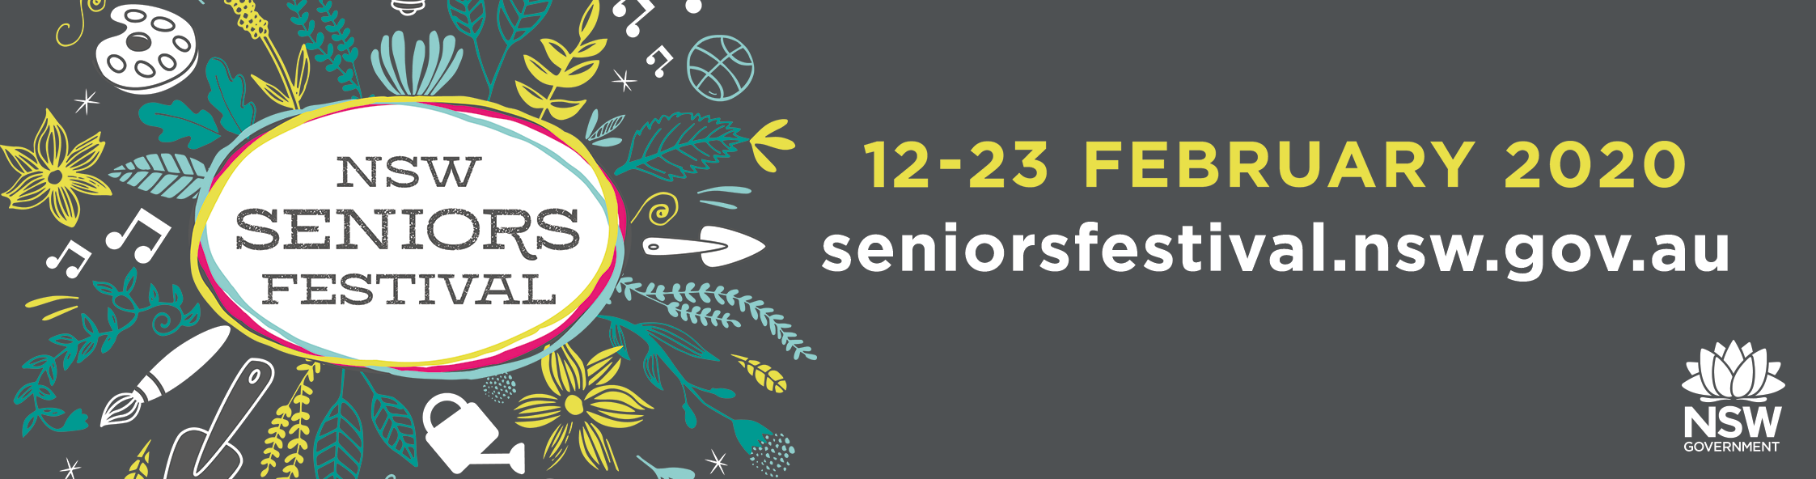 NSW
SENIORS
FESTIVAL
12-23 FEBRUARY 2020
seniorsfestival.nsw.gov.au
NSW
GOVERNMENT